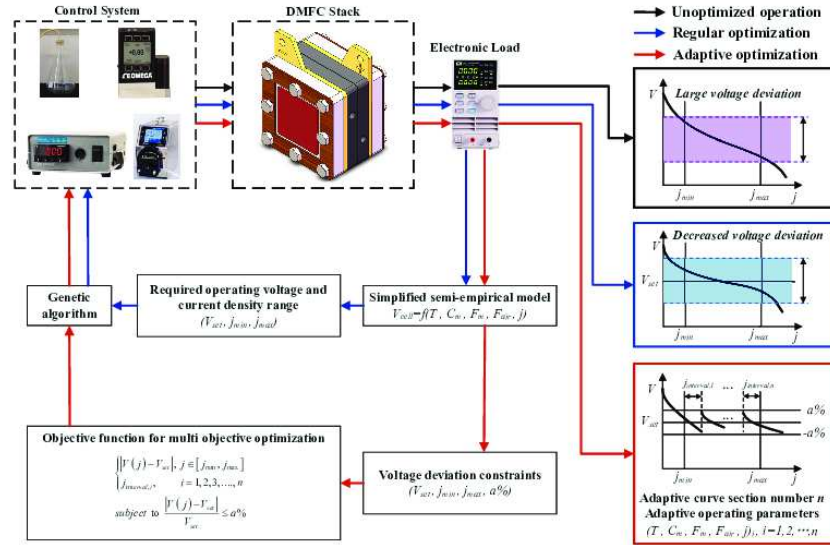 Control System
DMFC Stack
Electronic Load
Unoptimized operation
Regular optimization
Adaptive optimization
+0.89
OMEGA
V
Large voltage deviation
j_min
j_max
j
V
Decreased voltage deviation
V_set
j_min
j_max
j
Genetic
algorithm
Required operating voltage and
current density range
(V_set, j_min, j_max)
Simplified semi-empirical model
V_cell=f(T, C_m, F_m, F_air, j)
V
j_interval,1
...
j_interval,n
V_set
...
a%
-a%
j_min
j_max
j
Adaptive curve section number n
Adaptive operating parameters
(T, C_m, F_m, F_air, j)_i, i=1,2,···,n
Objective function for multi objective optimization
{|V(j)−V_set|, j∈[j_min, j_max]
j_interval,i, i=1,2,3,....,n
subject to |V(j)−V_set|/V_set ≤a%
Voltage deviation constraints
(V_set, j_min, j_max, a%)